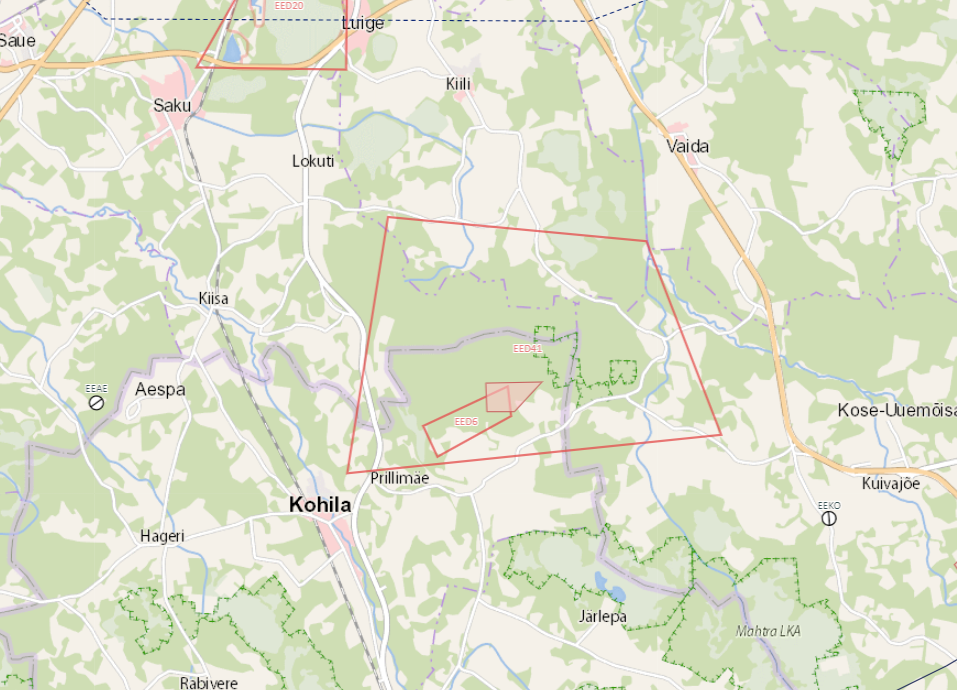 EED20
Luige
Saue
Kiili
Saku
Vaida
Lokuti
Kiisa
EED41
EEAE
Aespa
Kose-Uuemõisa
EED6
Prillimäe
Kuivajõe
Kohila
EEKO
Hageri
Järlepa
Mahtra LKA
Rabivere